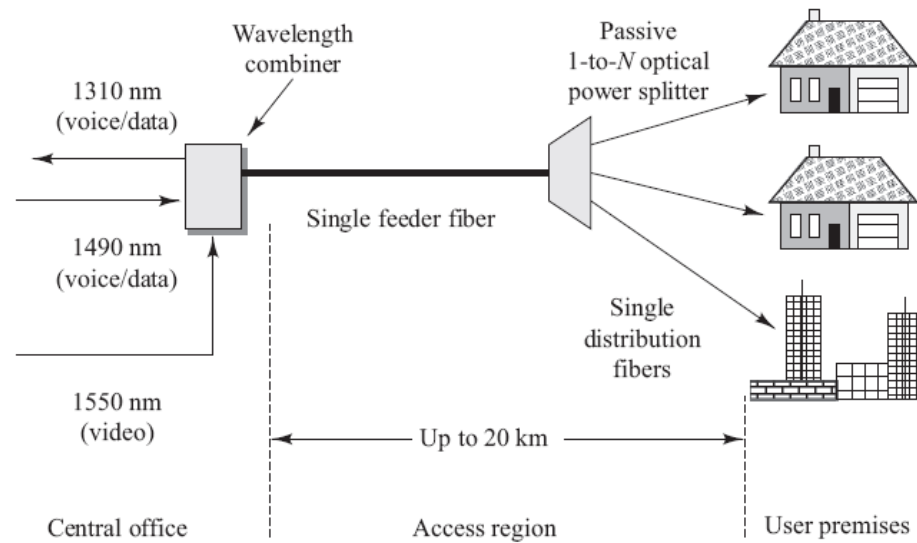 Wavelength
combiner
Passive
1-to-N optical
power splitter
1310 nm
(voice/data)
Single feeder fiber
1490 nm
(voice/data)
Single
distribution
fibers
1550 nm
(video)
Up to 20 km
Central office
Access region
User premises